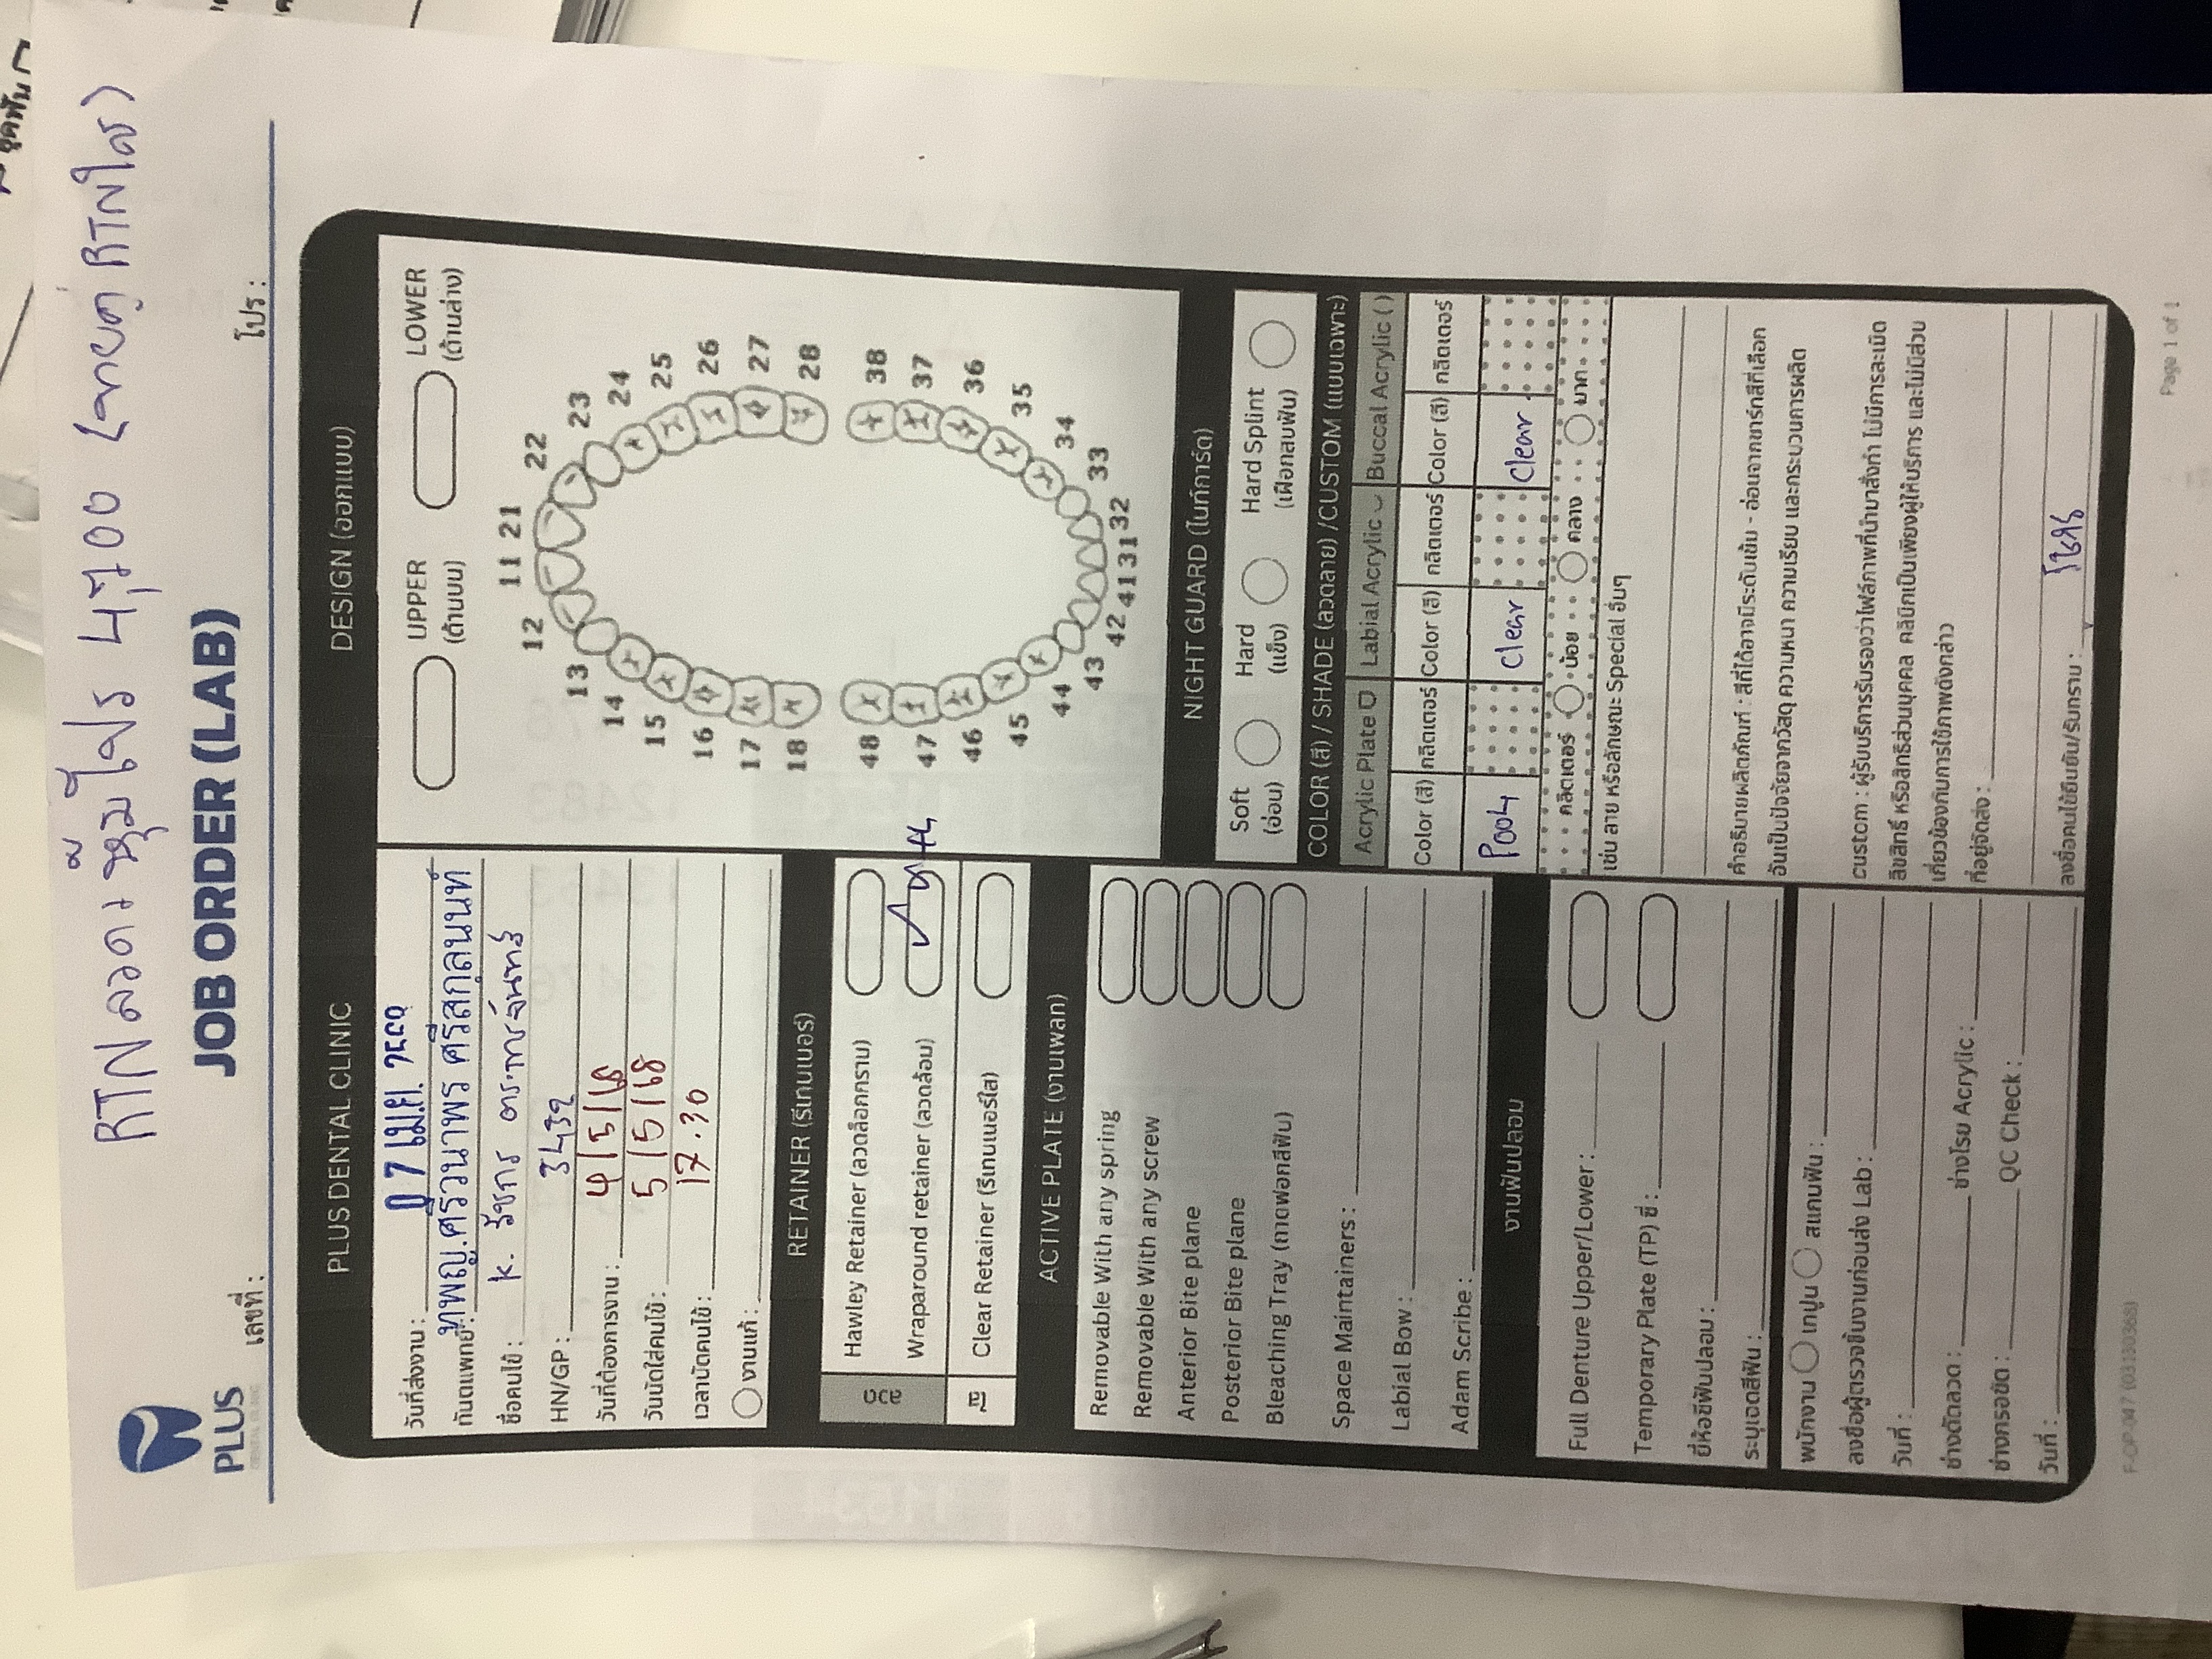 RTN ลวด หุ้ม โปร 4,700 (ขายคู่ RTN ใส)
PLUS
DENTAL CLINIC
JOB ORDER (LAB)
เลขที่ :
โปร :
PLUS DENTAL CLINIC
วันที่ส่งงาน : 07 เม.ย.
ทันตแพทย์ : ทพญ.ศรีวนาพร ศรีสกุลนนท์
ชื่อคนไข้ : K.
HN/GP : 3432
วันที่ต้องการงาน : 4/5/68
วันนัดใส่คนไข้ : 5/5/68
เวลานัดคนไข้ : 17.30
งานแก้ :
RETAINER (รีเทนเนอร์)
ลวด
Hawley Retainer (ลวดล็อกกราม)
Wraparound retainer (ลวดล้อม)
ใส
Clear Retainer (รีเทนเนอร์ใส)
ACTIVE PLATE (งานเพลท)
Removable With any spring
Removable With any screw
Anterior Bite plane
Posterior Bite plane
Bleaching Tray (ถาดฟอกสีฟัน)
Space Maintainers :
Labial Bow :
Adam Scribe :
งานฟันปลอม
Full Denture Upper/Lower :
Temporary Plate (TP) ซี่ :
ยี่ห้อซี่ฟันปลอม :
ระบุเฉดสีฟัน :
พนักงาน เทปูน สแกนฟัน :
ลงชื่อผู้ตรวจชิ้นงานก่อนส่ง Lab :
วันที่ :
ช่างดัดลวด : ช่างโรย Acrylic :
ช่างกรอขัด : QC Check :
วันที่ :
DESIGN (ออกแบบ)
UPPER LOWER
(ด้านบน) (ด้านล่าง)
11 21
12 22
13 23
14 24
15 25
16 26
17 27
18 28
48 38
47 37
46 36
45 35
44 34
43 33
42 41 31 32
NIGHT GUARD (ไนท์การ์ด)
Soft Hard Hard Splint
(อ่อน) (แข็ง) (เฝือกสบฟัน)
COLOR (สี) / SHADE (ลวดลาย) /CUSTOM (แบบเฉพาะ)
Acrylic Plate Labial Acrylic Buccal Acrylic ( )
Color (สี) กลิตเตอร์ Color (สี) กลิตเตอร์ Color (สี) กลิตเตอร์
P004 Clear Clear
กลิตเตอร์ น้อย กลาง มาก
เช่น ลาย หรือลักษณะ Special อื่นๆ
คำอธิบายผลิตภัณฑ์ : สีที่ได้อาจมีระดับเข้ม - อ่อนจากชาร์ทสีที่เลือก
อันเป็นปัจจัยจากวัสดุ ความหนา ความเรียบ และกระบวนการผลิต
custom : ผู้รับบริการรับรองว่าไฟล์ภาพที่นำมาสั่งทำ ไม่มีการละเมิด
ลิขสิทธิ์ หรือสิทธิส่วนบุคคล คลินิกเป็นเพียงผู้ให้บริการ และไม่มีส่วน
เกี่ยวข้องกับการใช้ภาพดังกล่าว
ที่อยู่จัดส่ง :
ลงชื่อคนไข้ยืนยัน/รับทราบ :
F-OP-047 (03130368)
Page 1 of 1